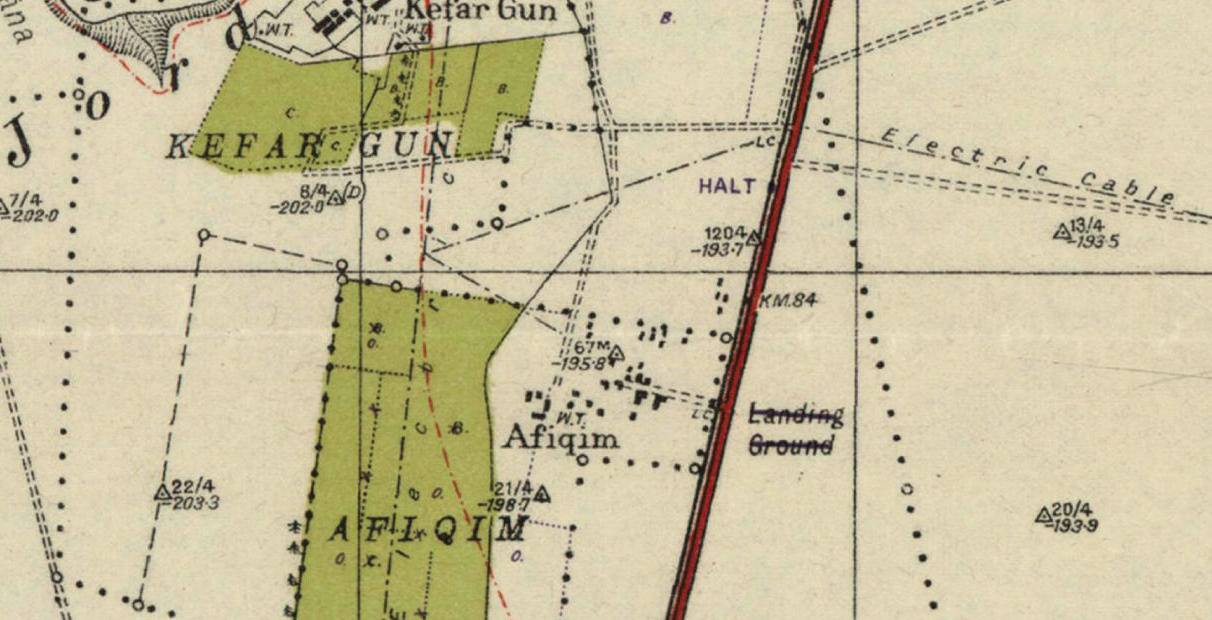 Kefar Gun
W.T.
W.T.
W.T.
B.
d
r
o
J
C.
B.
B.
B.
KEFAR GUN
C.
LC
Electric Cable
HALT
8/4 (D)
-202.0
7/4
-202.0
1204
-193.7
13/4
-193.5
KM.84
B.
O.
67M
-195.8
W.T.
LC
Landing
Ground
Afiqim
B.
22/4
-203.3
21/4
-198.7
O.
20/4
-193.9
AFIQIM
O.
O.